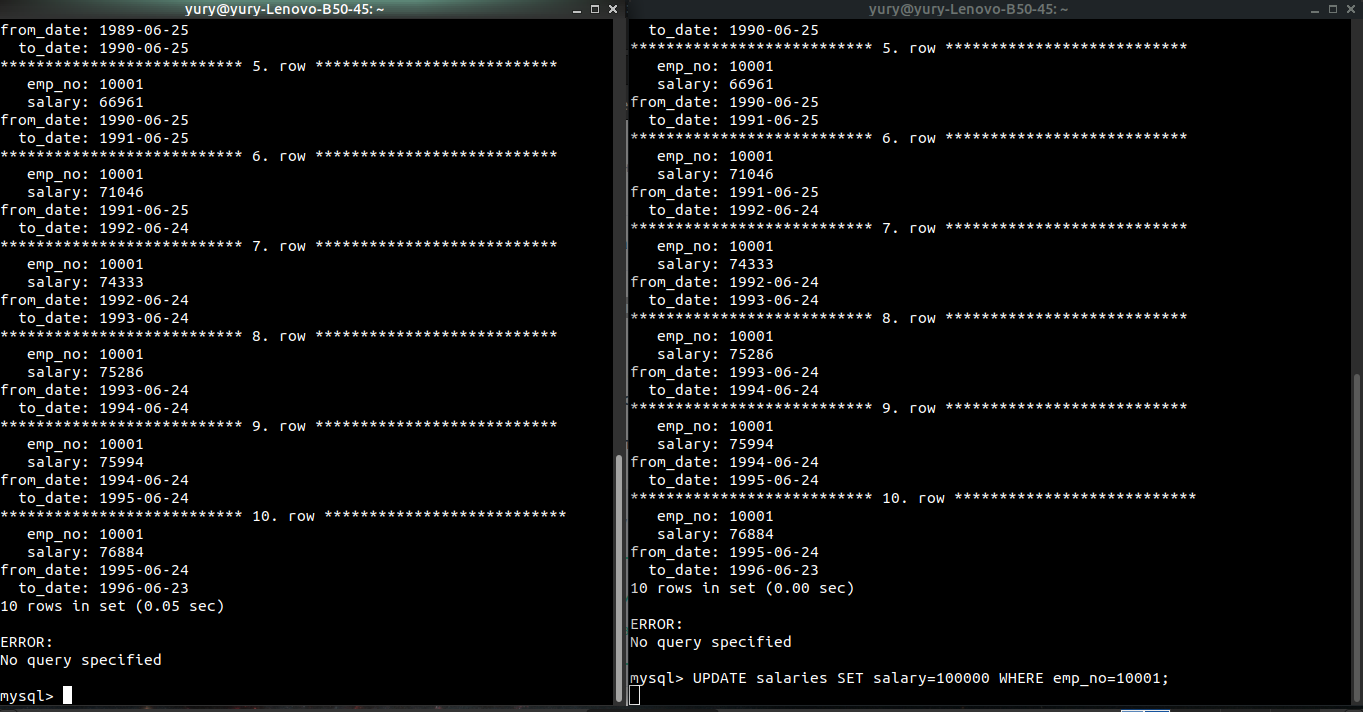 yury@yury-Lenovo-B50-45: ~
from_date: 1989-06-25
to_date: 1990-06-25
*************************** 5. row ***************************
emp_no: 10001
salary: 66961
from_date: 1990-06-25
to_date: 1991-06-25
*************************** 6. row ***************************
emp_no: 10001
salary: 71046
from_date: 1991-06-25
to_date: 1992-06-24
*************************** 7. row ***************************
emp_no: 10001
salary: 74333
from_date: 1992-06-24
to_date: 1993-06-24
*************************** 8. row ***************************
emp_no: 10001
salary: 75286
from_date: 1993-06-24
to_date: 1994-06-24
*************************** 9. row ***************************
emp_no: 10001
salary: 75994
from_date: 1994-06-24
to_date: 1995-06-24
*************************** 10. row ***************************
emp_no: 10001
salary: 76884
from_date: 1995-06-24
to_date: 1996-06-23
10 rows in set (0.05 sec)
ERROR:
No query specified
mysql>
yury@yury-Lenovo-B50-45: ~
to_date: 1990-06-25
*************************** 5. row ***************************
emp_no: 10001
salary: 66961
from_date: 1990-06-25
to_date: 1991-06-25
*************************** 6. row ***************************
emp_no: 10001
salary: 71046
from_date: 1991-06-25
to_date: 1992-06-24
*************************** 7. row ***************************
emp_no: 10001
salary: 74333
from_date: 1992-06-24
to_date: 1993-06-24
*************************** 8. row ***************************
emp_no: 10001
salary: 75286
from_date: 1993-06-24
to_date: 1994-06-24
*************************** 9. row ***************************
emp_no: 10001
salary: 75994
from_date: 1994-06-24
to_date: 1995-06-24
*************************** 10. row ***************************
emp_no: 10001
salary: 76884
from_date: 1995-06-24
to_date: 1996-06-23
10 rows in set (0.00 sec)
ERROR:
No query specified
mysql> UPDATE salaries SET salary=100000 WHERE emp_no=10001;